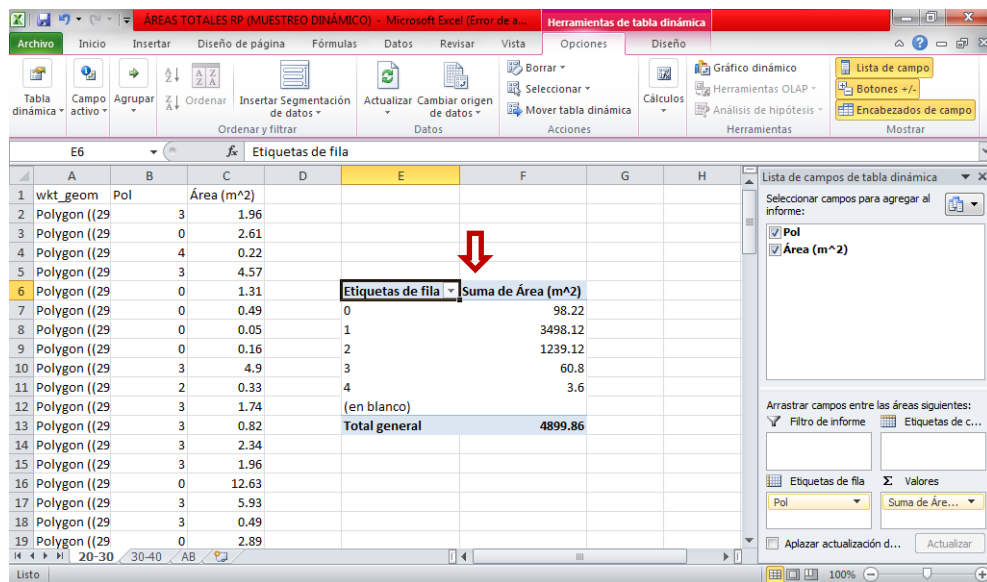 ÁREAS TOTALES RP (MUESTREO DINÁMICO) - Microsoft Excel (Error de a...
Herramientas de tabla dinámica
Archivo Inicio Insertar Diseño de página Fórmulas Datos Revisar Vista Opciones Diseño
Tabla dinámica
Campo activo
Agrupar
Ordenar
Insertar Segmentación de datos
Ordenar y filtrar
Actualizar
Cambiar origen de datos
Datos
Borrar
Seleccionar
Mover tabla dinámica
Acciones
Cálculos
Gráfico dinámico
Herramientas OLAP
Análisis de hipótesis
Herramientas
Lista de campo
Botones +/-
Encabezados de campo
Mostrar
E6 fx Etiquetas de fila
A B C D E F G H
1 wkt_geom Pol Área (m^2)
2 Polygon ((29 3 1.96
3 Polygon ((29 0 2.61
4 Polygon ((29 4 0.22
5 Polygon ((29 3 4.57
6 Polygon ((29 0 1.31 Etiquetas de fila Suma de Área (m^2)
7 Polygon ((29 0 0.49 0 98.22
8 Polygon ((29 0 0.05 1 3498.12
9 Polygon ((29 0 0.16 2 1239.12
10 Polygon ((29 3 4.9 3 60.8
11 Polygon ((29 2 0.33 4 3.6
12 Polygon ((29 3 1.74 (en blanco)
13 Polygon ((29 3 0.82 Total general 4899.86
14 Polygon ((29 3 2.34
15 Polygon ((29 3 1.96
16 Polygon ((29 0 12.63
17 Polygon ((29 3 5.93
18 Polygon ((29 3 0.49
19 Polygon ((29 0 2.89
Lista de campos de tabla dinámica
Seleccionar campos para agregar al
informe:
Pol
Área (m^2)
Arrastrar campos entre las áreas siguientes:
Filtro de informe Etiquetas de c...
Etiquetas de fila Σ Valores
Pol Suma de Áre...
Aplazar actualización d... Actualizar
20-30 30-40 AB
Listo 100%